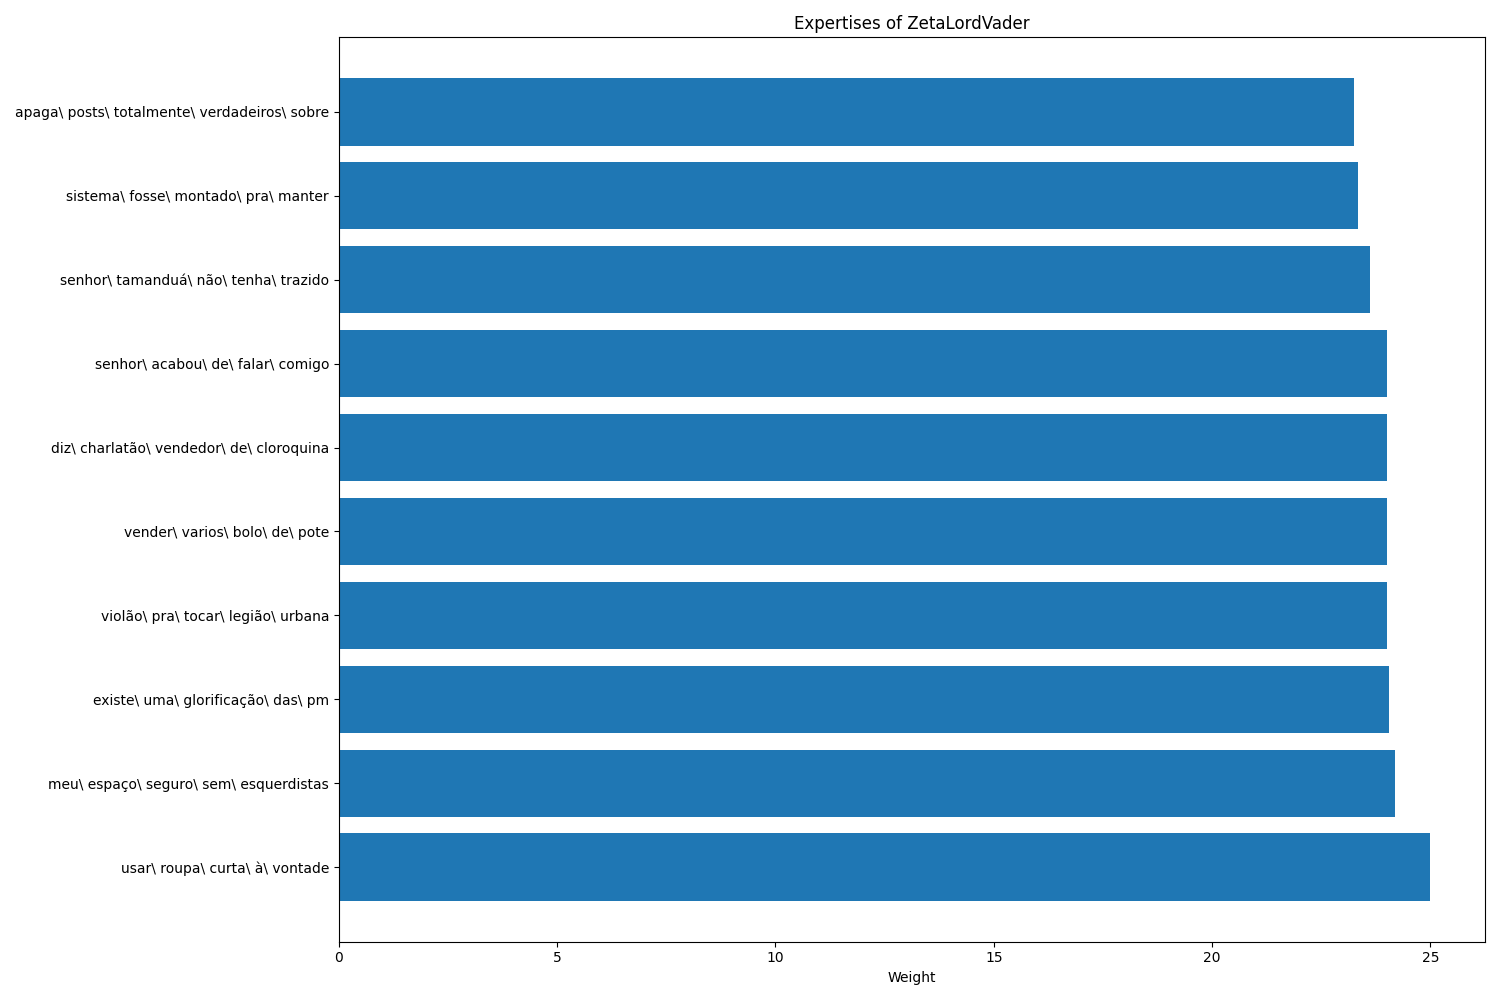 Expertises of ZetaLordVader
apaga\ posts\ totalmente\ verdadeiros\ sobre
sistema\ fosse\ montado\ pra\ manter
senhor\ tamanduá\ não\ tenha\ trazido
senhor\ acabou\ de\ falar\ comigo
diz\ charlatão\ vendedor\ de\ cloroquina
vender\ varios\ bolo\ de\ pote
violão\ pra\ tocar\ legião\ urbana
existe\ uma\ glorificação\ das\ pm
meu\ espaço\ seguro\ sem\ esquerdistas
usar\ roupa\ curta\ à\ vontade
0 5 10 15 20 25
Weight